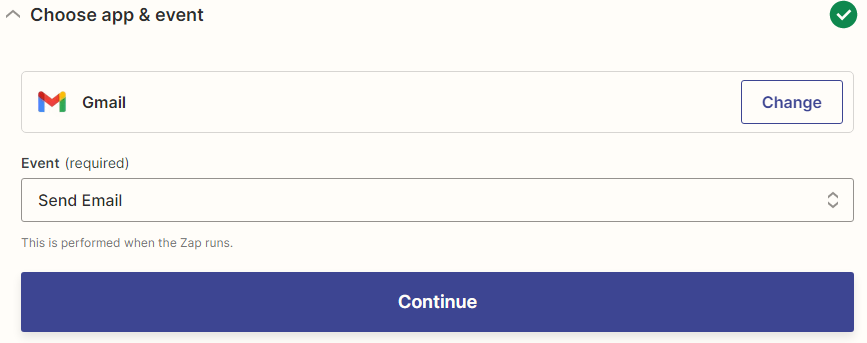 Choose app & event
Gmail
Change
Event (required)
Send Email
This is performed when the Zap runs.
Continue